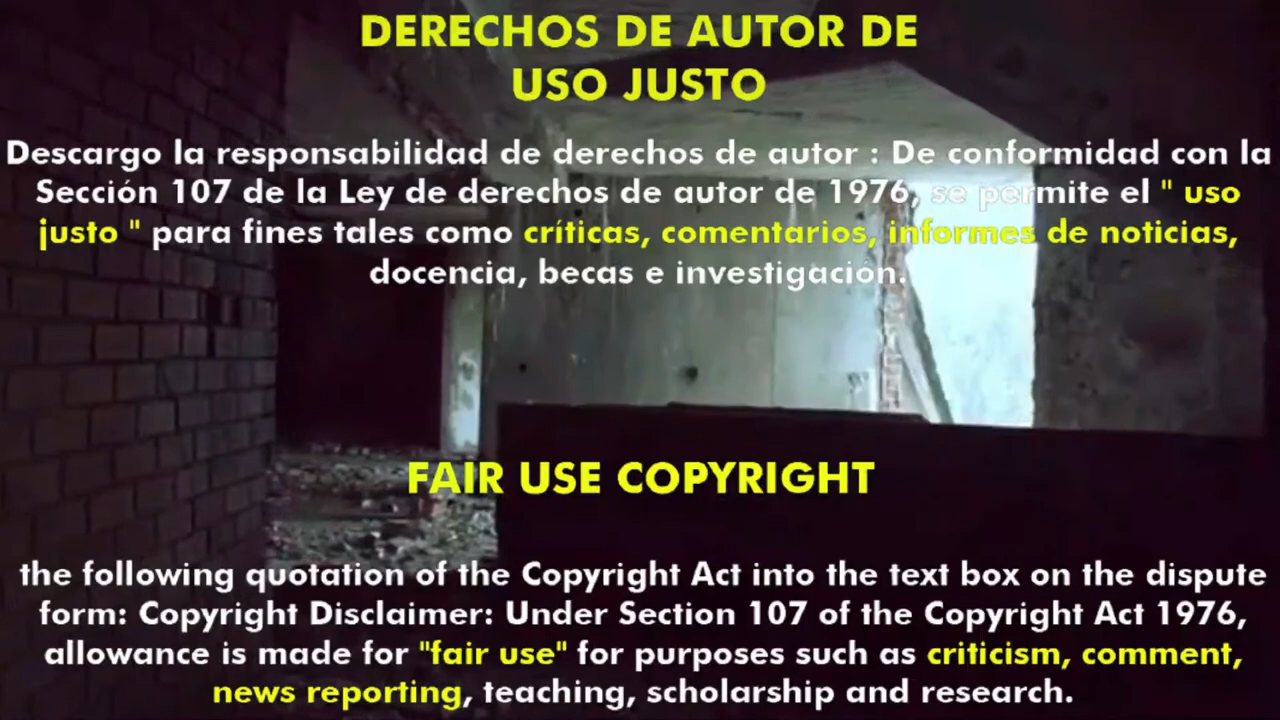 DERECHOS DE AUTOR DE
USO JUSTO
Descargo la responsabilidad de derechos de autor : De conformidad con la
Sección 107 de la Ley de derechos de autor de 1976, se permite el " uso
justo " para fines tales como críticas, comentarios, informes de noticias,
docencia, becas e investigación.
FAIR USE COPYRIGHT
the following quotation of the Copyright Act into the text box on the dispute
form: Copyright Disclaimer: Under Section 107 of the Copyright Act 1976,
allowance is made for "fair use" for purposes such as criticism, comment,
news reporting, teaching, scholarship and research.